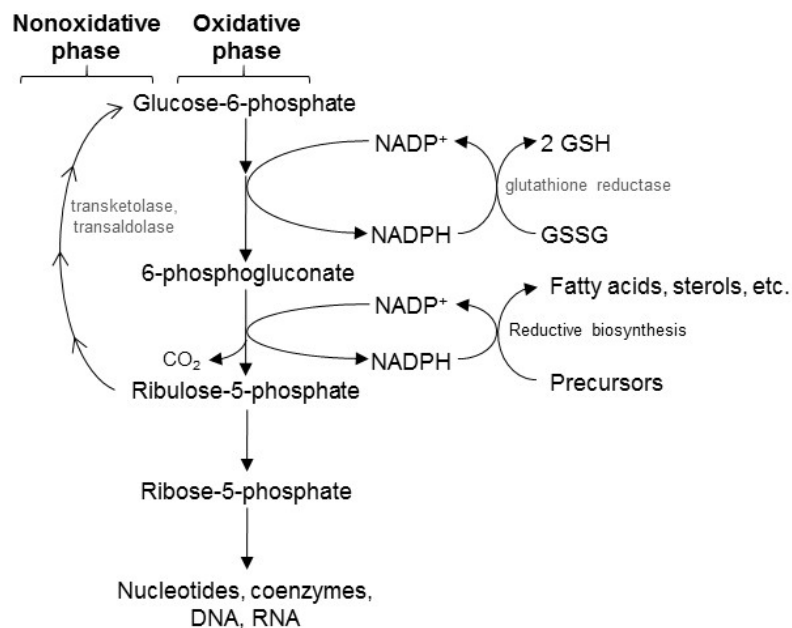 Nonoxidative
phase
Oxidative
phase
Glucose-6-phosphate
NADP⁺
2 GSH
transketolase,
transaldolase
glutathione reductase
NADPH
GSSG
6-phosphogluconate
NADP⁺
Fatty acids, sterols, etc.
Reductive biosynthesis
CO₂
NADPH
Precursors
Ribulose-5-phosphate
Ribose-5-phosphate
Nucleotides, coenzymes,
DNA, RNA